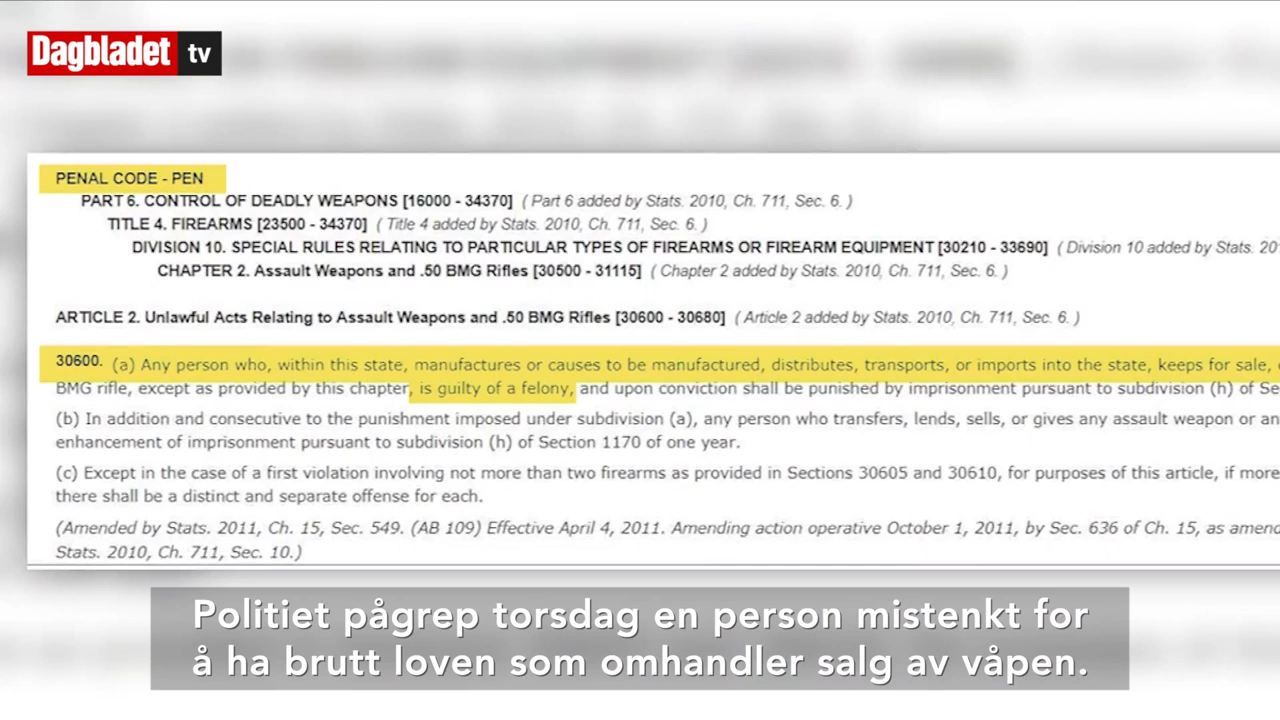 Dagbladet tv
PENAL CODE - PEN
PART 6. CONTROL OF DEADLY WEAPONS [16000 - 34370] ( Part 6 added by Stats. 2010, Ch. 711, Sec. 6. )
TITLE 4. FIREARMS [23500 - 34370] ( Title 4 added by Stats. 2010, Ch. 711, Sec. 6. )
DIVISION 10. SPECIAL RULES RELATING TO PARTICULAR TYPES OF FIREARMS OR FIREARM EQUIPMENT [30210 - 33690] ( Division 10 added by Stats.
CHAPTER 2. Assault Weapons and .50 BMG Rifles [30500 - 31115] ( Chapter 2 added by Stats. 2010, Ch. 711, Sec. 6. )
ARTICLE 2. Unlawful Acts Relating to Assault Weapons and .50 BMG Rifles [30600 - 30680] ( Article 2 added by Stats. 2010, Ch. 711, Sec. 6. )
30600. (a) Any person who, within this state, manufactures or causes to be manufactured, distributes, transports, or imports into the state, keeps for sale,
BMG rifle, except as provided by this chapter, is guilty of a felony, and upon conviction shall be punished by imprisonment pursuant to subdivision (h) of
(b) In addition and consecutive to the punishment imposed under subdivision (a), any person who transfers, lends, sells, or gives any assault weapon or
enhancement of imprisonment pursuant to subdivision (h) of Section 1170 of one year.
(c) Except in the case of a first violation involving not more than two firearms as provided in Sections 30605 and 30610, for purposes of this article, if more
there shall be a distinct and separate offense for each.
(Amended by Stats. 2011, Ch. 15, Sec. 549. (AB 109) Effective April 4, 2011. Amending action operative October 1, 2011, by Sec. 636 of Ch. 15, as
Stats. 2010, Ch. 711, Sec. 10.)
Politiet pågrep torsdag en person mistenkt for
å ha brutt loven som omhandler salg av våpen.